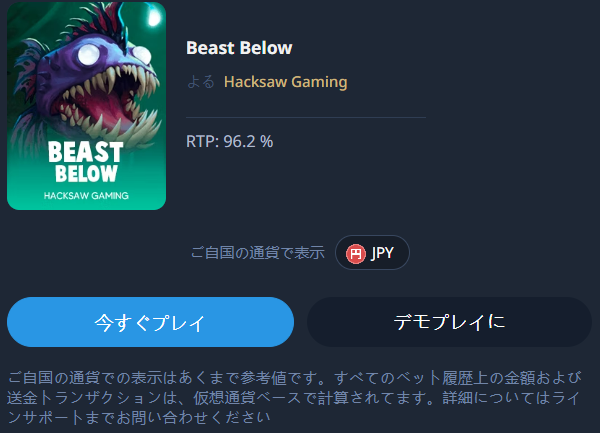 BEAST
BELOW
HACKSAW GAMING
Beast Below
よる Hacksaw Gaming
RTP: 96.2 %
ご自国の通貨で表示 円 JPY
今すぐプレイ デモプレイに
ご自国の通貨での表示はあくまで参考値です。すべてのベット履歴上の金額および
送金トランザクションは、仮想通貨ベースで計算されてます。詳細についてはライ
ンサポートまでお問い合わせください